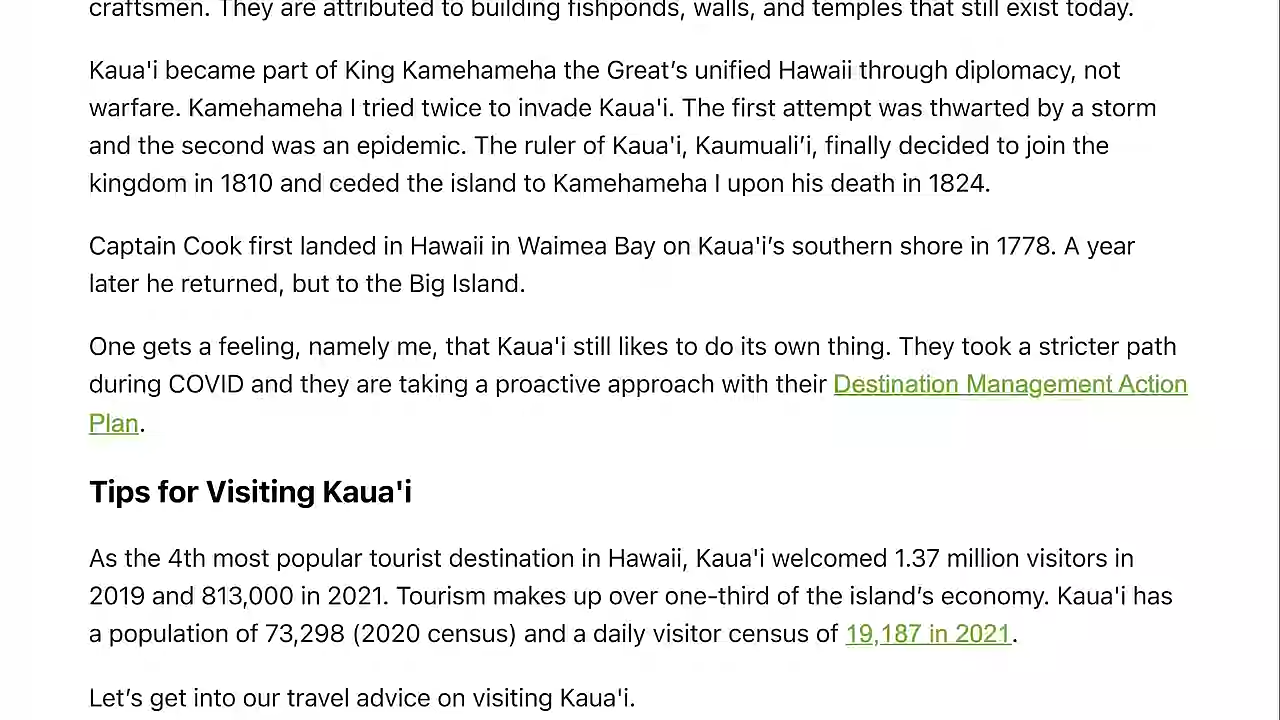 craftsmen. They are attributed to building fishponds, walls, and temples that still exist today.
Kaua'i became part of King Kamehameha the Great’s unified Hawaii through diplomacy, not
warfare. Kamehameha I tried twice to invade Kaua'i. The first attempt was thwarted by a storm
and the second was an epidemic. The ruler of Kaua'i, Kaumuali’i, finally decided to join the
kingdom in 1810 and ceded the island to Kamehameha I upon his death in 1824.
Captain Cook first landed in Hawaii in Waimea Bay on Kaua'i’s southern shore in 1778. A year
later he returned, but to the Big Island.
One gets a feeling, namely me, that Kaua'i still likes to do its own thing. They took a stricter path
during COVID and they are taking a proactive approach with their Destination Management Action
Plan.
Tips for Visiting Kaua'i
As the 4th most popular tourist destination in Hawaii, Kaua'i welcomed 1.37 million visitors in
2019 and 813,000 in 2021. Tourism makes up over one-third of the island’s economy. Kaua'i has
a population of 73,298 (2020 census) and a daily visitor census of 19,187 in 2021.
Let’s get into our travel advice on visiting Kaua'i.